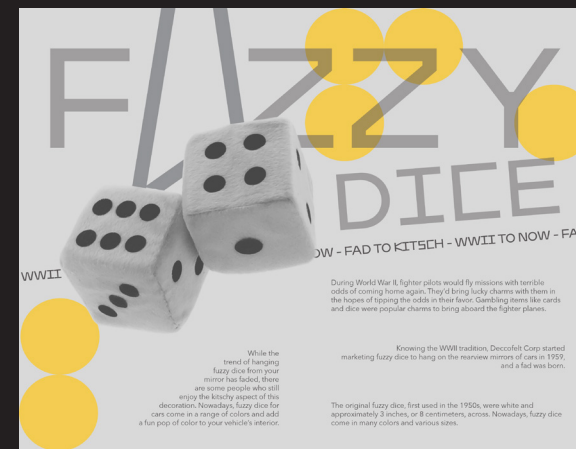 FUZZY
DICE
WWII
OW - FAD TO KITSCH - WWII TO NOW - FA
During World War II, fighter pilots would fly missions with terrible
odds of coming home again. They'd bring lucky charms with them in
the hopes of tipping the odds in their favor. Gambling items like cards
and dice were popular charms to bring aboard the fighter planes.
Knowing the WWII tradition, Deccofelt Corp started
marketing fuzzy dice to hang on the rearview mirrors of cars in 1959,
and a fad was born.
While the
trend of hanging
fuzzy dice from your
mirror has faded, there
are some people who still
enjoy the kitschy aspect of this
decoration. Nowadays, fuzzy dice for
cars come in a range of colors and add
a fun pop of color to your vehicle's interior.
The original fuzzy dice, first used in the 1950s, were white and
approximately 3 inches, or 8 centimeters, across. Nowadays, fuzzy dice
come in many colors and various sizes.